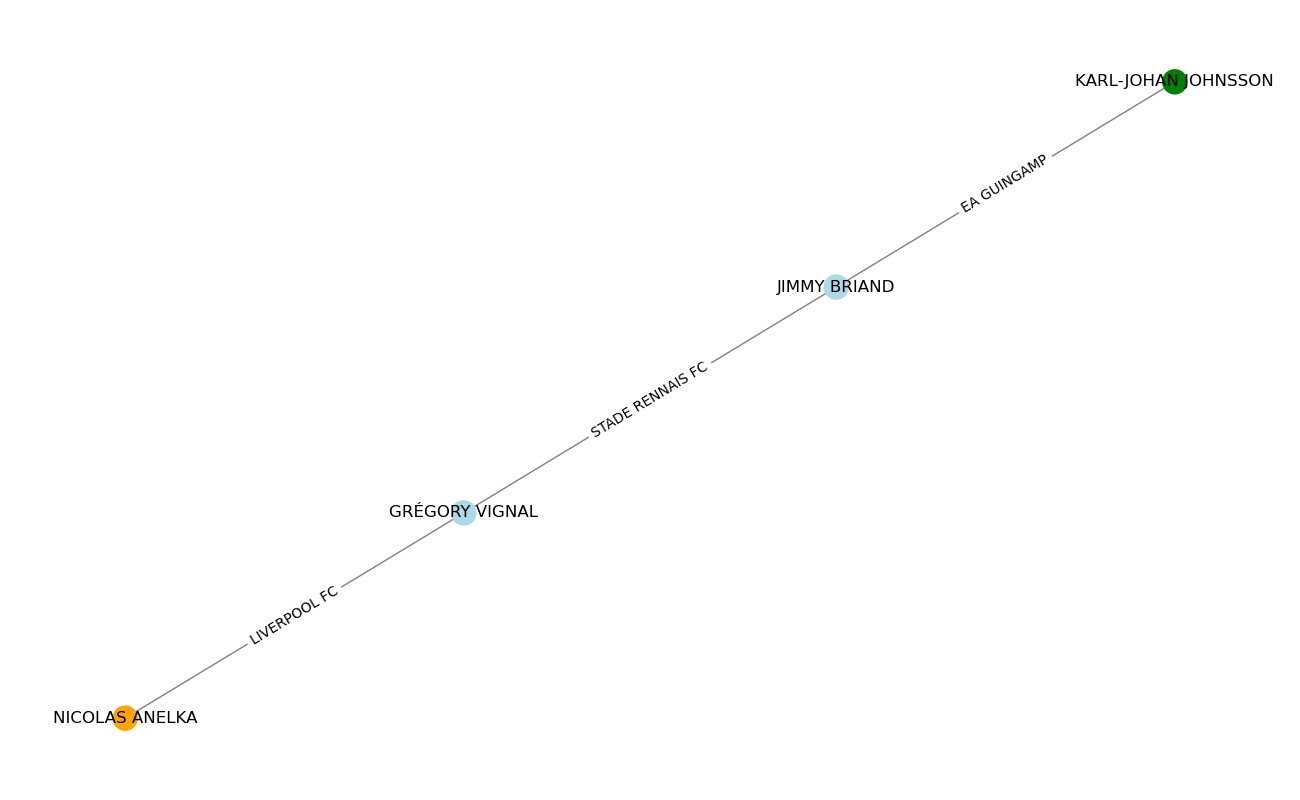 KARL-JOHAN JOHNSSON
EA GUINGAMP
JIMMY BRIAND
STADE RENNAIS FC
GRÉGORY VIGNAL
LIVERPOOL FC
NICOLAS ANELKA